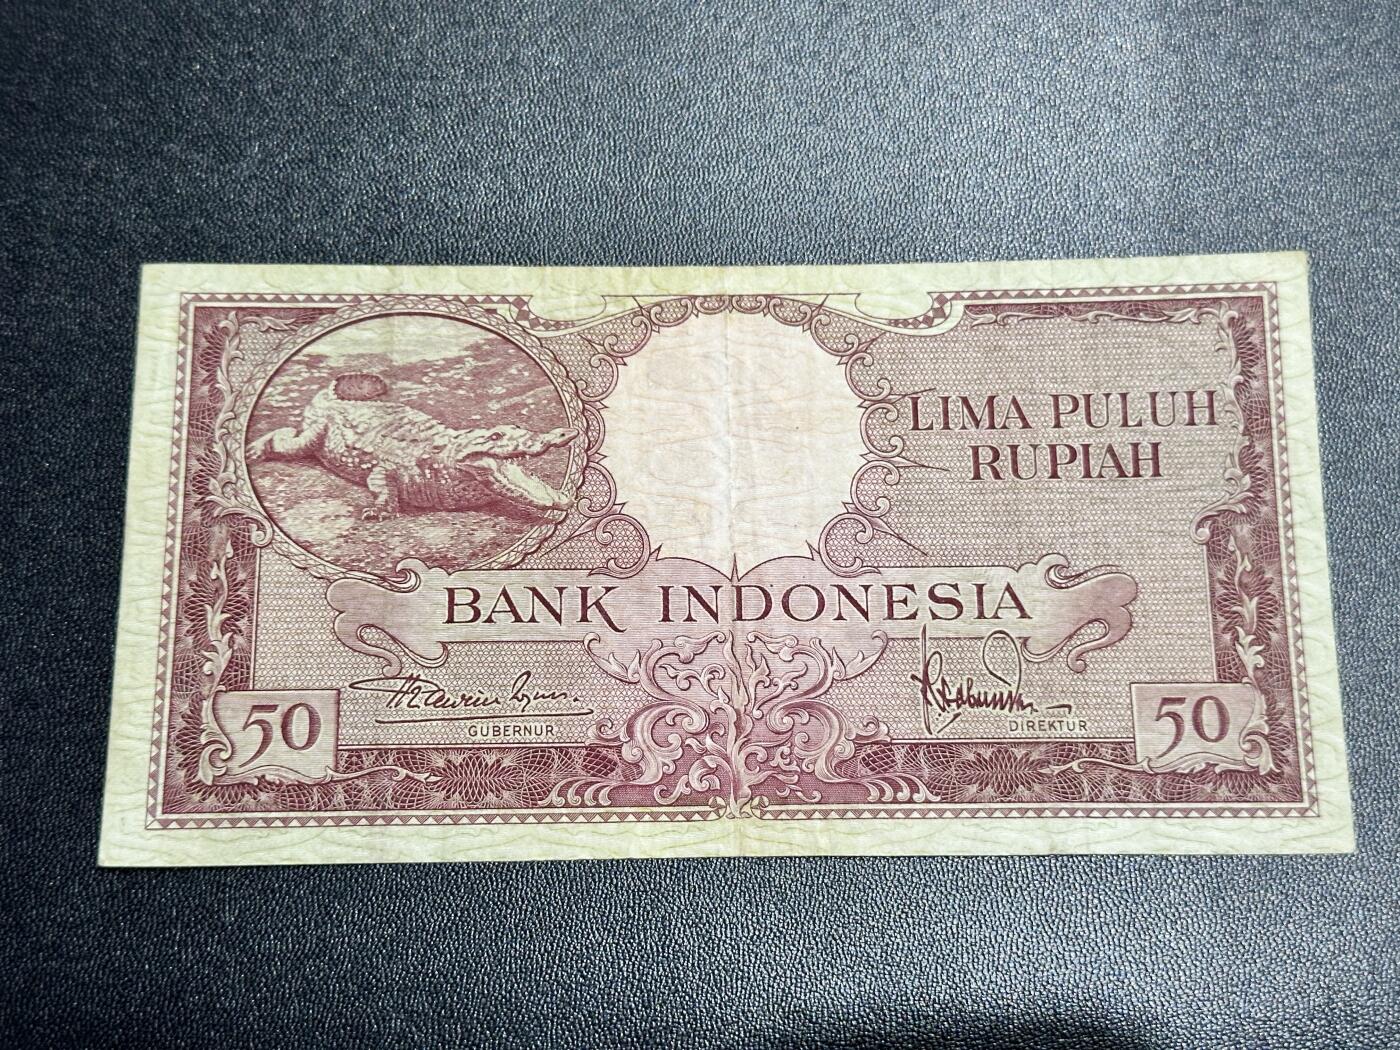 LIMA PULUH
RUPIAH
BANK INDONESIA
GUBERNUR
DIREKTUR
50
50